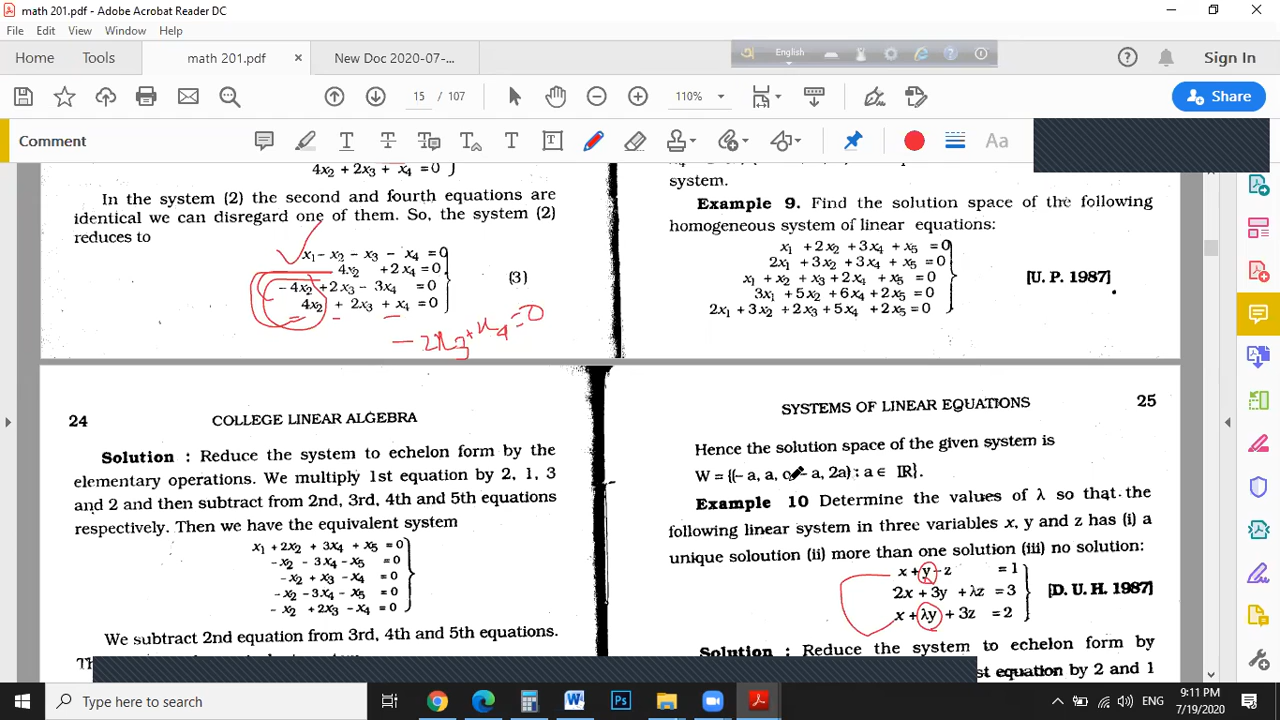 math 201.pdf - Adobe Acrobat Reader DC
File Edit View Window Help
Home Tools math 201.pdf × New Doc 2020-07-... English Sign In
15 / 107 110% Share
Comment
4x2 + 2x3 + x4 = 0
In the system (2) the second and fourth equations are
identical we can disregard one of them. So, the system (2)
reduces to
x1 – x2 – x3 – x4 = 0
4x2 + 2x4 = 0
– 4x2 + 2x3 – 3x4 = 0
4x2 + 2x3 + x4 = 0
(3)
– 2x3 + x4 = 0
system.
Example 9. Find the solution space of the following
homogeneous system of linear equations:
x1 + 2x2 + 3x4 + x5 = 0
2x1 + 3x2 + 3x4 + x5 = 0
x1 + x2 + x3 + 2x4 + x5 = 0
3x1 + 5x2 + 6x4 + 2x5 = 0
2x1 + 3x2 + 2x3 + 5x4 + 2x5 = 0
[U. P. 1987]
24 COLLEGE LINEAR ALGEBRA
Solution : Reduce the system to echelon form by the
elementary operations. We multiply 1st equation by 2, 1, 3
and 2 and then subtract from 2nd, 3rd, 4th and 5th equations
respectively. Then we have the equivalent system
x1 + 2x2 + 3x4 + x5 = 0
– x2 – 3x4 – x5 = 0
– x2 + x3 – x4 = 0
– x2 – 3x4 – x5 = 0
– x2 + 2x3 – x4 = 0
We subtract 2nd equation from 3rd, 4th and 5th equations.
SYSTEMS OF LINEAR EQUATIONS 25
Hence the solution space of the given system is
W = {(– a, a, – a, 2a) : a ∈ IR}.
Example 10 Determine the values of λ so that the
following linear system in three variables x, y and z has (i) a
unique soloution (ii) more than one solution (iii) no solution:
x + y – z = 1
2x + 3y + λz = 3
x + λy + 3z = 2
[D. U. H. 1987]
Solution : Reduce the system to echelon form by
st equation by 2 and 1
Type here to search
ENG
9:11 PM
7/19/2020